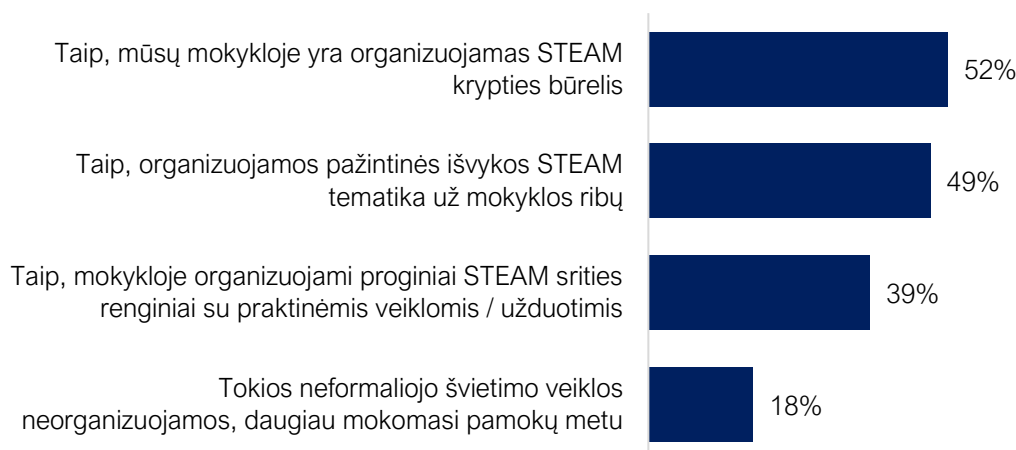 Taip, mūsų mokykloje yra organizuojamas STEAM
krypties būrelis
52%
Taip, organizuojamos pažintinės išvykos STEAM
tematika už mokyklos ribų
49%
Taip, mokykloje organizuojami proginiai STEAM srities
renginiai su praktinėmis veiklomis / užduotimis
39%
Tokios neformaliojo švietimo veiklos
neorganizuojamos, daugiau mokomasi pamokų metu
18%